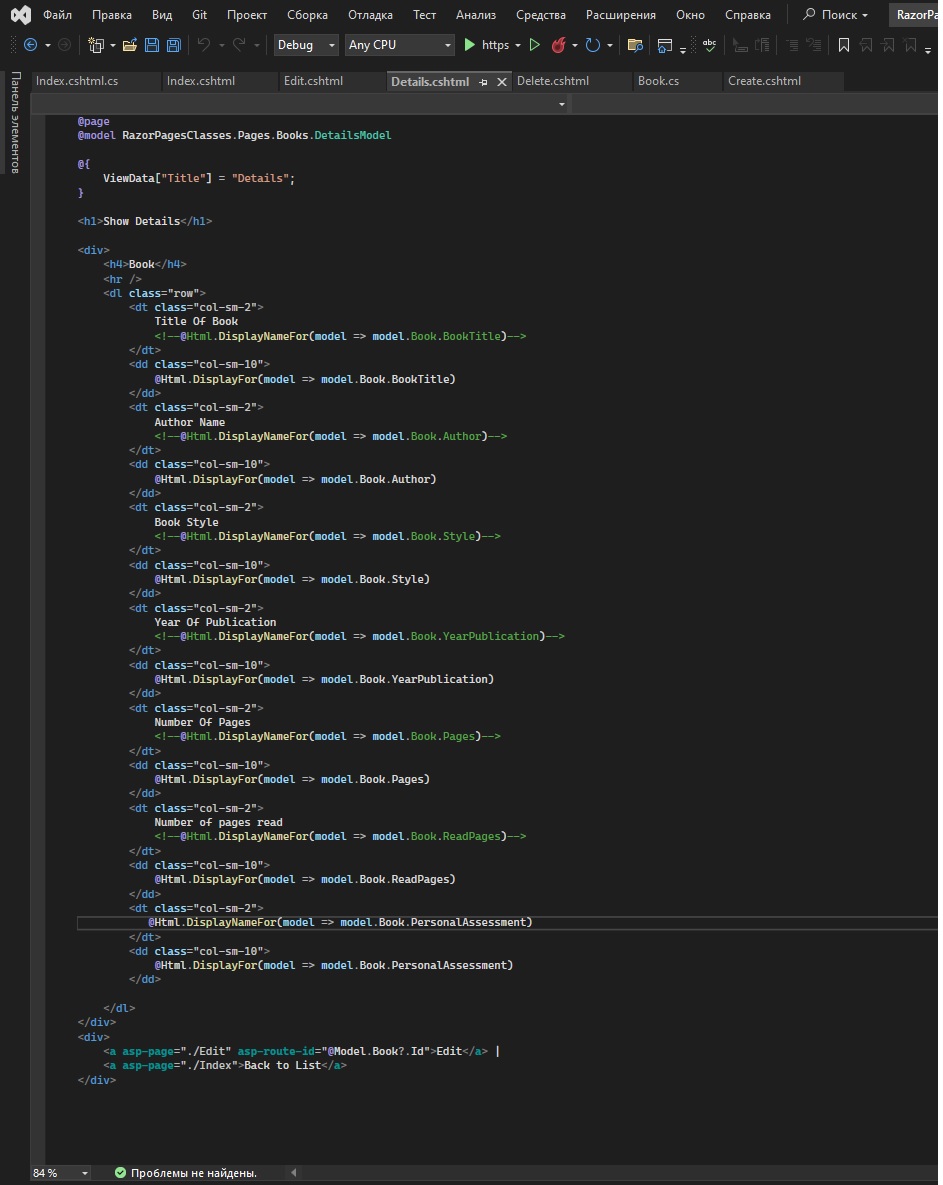 Файл Правка Вид Git Проект Сборка Отладка Тест Анализ Средства Расширения Окно Справка Поиск RazorPa
Debug Any CPU https abc
Панель элементов
Index.cshtml.cs Index.cshtml Edit.cshtml Details.cshtml Delete.cshtml Book.cs Create.cshtml
@page
@model RazorPagesClasses.Pages.Books.DetailsModel
@{
ViewData["Title"] = "Details";
}
<h1>Show Details</h1>
<div>
<h4>Book</h4>
<hr />
<dl class="row">
<dt class="col-sm-2">
Title Of Book
<!--@Html.DisplayNameFor(model => model.Book.BookTitle)-->
</dt>
<dd class="col-sm-10">
@Html.DisplayFor(model => model.Book.BookTitle)
</dd>
<dt class="col-sm-2">
Author Name
<!--@Html.DisplayNameFor(model => model.Book.Author)-->
</dt>
<dd class="col-sm-10">
@Html.DisplayFor(model => model.Book.Author)
</dd>
<dt class="col-sm-2">
Book Style
<!--@Html.DisplayNameFor(model => model.Book.Style)-->
</dt>
<dd class="col-sm-10">
@Html.DisplayFor(model => model.Book.Style)
</dd>
<dt class="col-sm-2">
Year Of Publication
<!--@Html.DisplayNameFor(model => model.Book.YearPublication)-->
</dt>
<dd class="col-sm-10">
@Html.DisplayFor(model => model.Book.YearPublication)
</dd>
<dt class="col-sm-2">
Number Of Pages
<!--@Html.DisplayNameFor(model => model.Book.Pages)-->
</dt>
<dd class="col-sm-10">
@Html.DisplayFor(model => model.Book.Pages)
</dd>
<dt class="col-sm-2">
Number of pages read
<!--@Html.DisplayNameFor(model => model.Book.ReadPages)-->
</dt>
<dd class="col-sm-10">
@Html.DisplayFor(model => model.Book.ReadPages)
</dd>
<dt class="col-sm-2">
@Html.DisplayNameFor(model => model.Book.PersonalAssessment)
</dt>
<dd class="col-sm-10">
@Html.DisplayFor(model => model.Book.PersonalAssessment)
</dd>
</dl>
</div>
<div>
<a asp-page="./Edit" asp-route-id="@Model.Book?.Id">Edit</a> |
<a asp-page="./Index">Back to List</a>
</div>
84 % Проблемы не найдены.